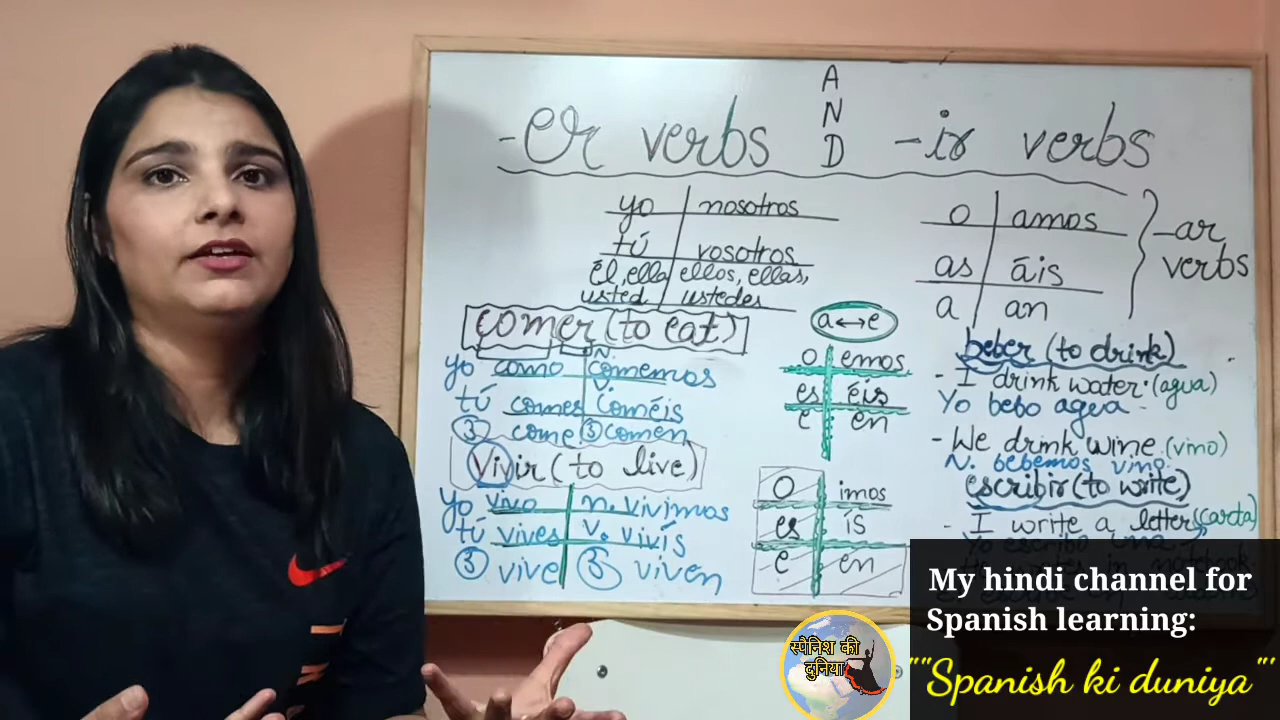 -er verbs AND -ir verbs
yo | nosotros
tú | vosotros
él, ella | ellos, ellas,
usted | ustedes
o | amos
as | áis
a | an
-ar
verbs
comer (to eat)
yo como | N. comemos
tú comes | coméis
③ come | ③ comen
vivir (to live)
yo vivo | n. vivimos
tú vives | v. vivís
③ vive | ③ viven
a↔e
o | emos
es | éis
e | en
o | imos
es | ís
e | en
beber (to drink)
- I drink water. (agua)
Yo bebo agua.
- We drink wine (vino)
N. bebemos vino.
escribir (to write)
- I write a letter (carta)
Yo escribo una
My hindi channel for
Spanish learning:
""Spanish ki duniya"""
स्पैनिश की
दुनिया